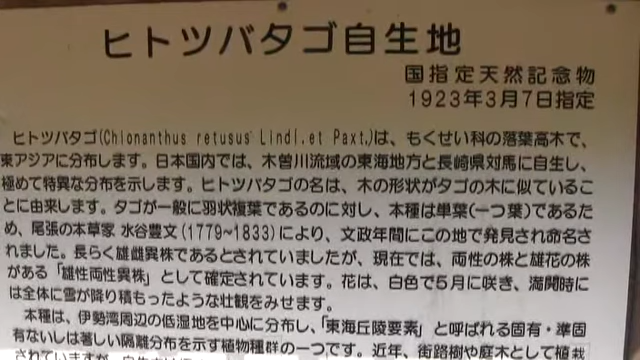 ヒトツバタゴ自生地
国指定天然記念物
1923年3月7日指定
ヒトツバタゴ(Chionanthus retusus Lindl.et Paxt.)は、もくせい科の落葉高木で、
東アジアに分布します。日本国内では、木曽川流域の東海地方と長崎県対馬に自生し、
極めて特異な分布を示します。ヒトツバタゴの名は、木の形状がタゴの木に似ているこ
とに由来します。タゴが一般に羽状複葉であるのに対し、本種は単葉(一つ葉)であるた
め、尾張の本草家 水谷豊文(1779~1833)により、文政年間にこの地で発見され命名さ
れました。長らく雄雌異株であるとされていましたが、現在では、両性の株と雄花の株
がある「雄性両性異株」として確定されています。花は、白色で5月に咲き、満開時に
は全体に雪が降り積もったような壮観をみせます。
本種は、伊勢湾周辺の低湿地を中心に分布し、「東海丘陵要素」と呼ばれる固有・準固
有ないしは著しい隔離分布を示す植物種群の一つです。近年、街路樹や庭木として植栽
されていますが、